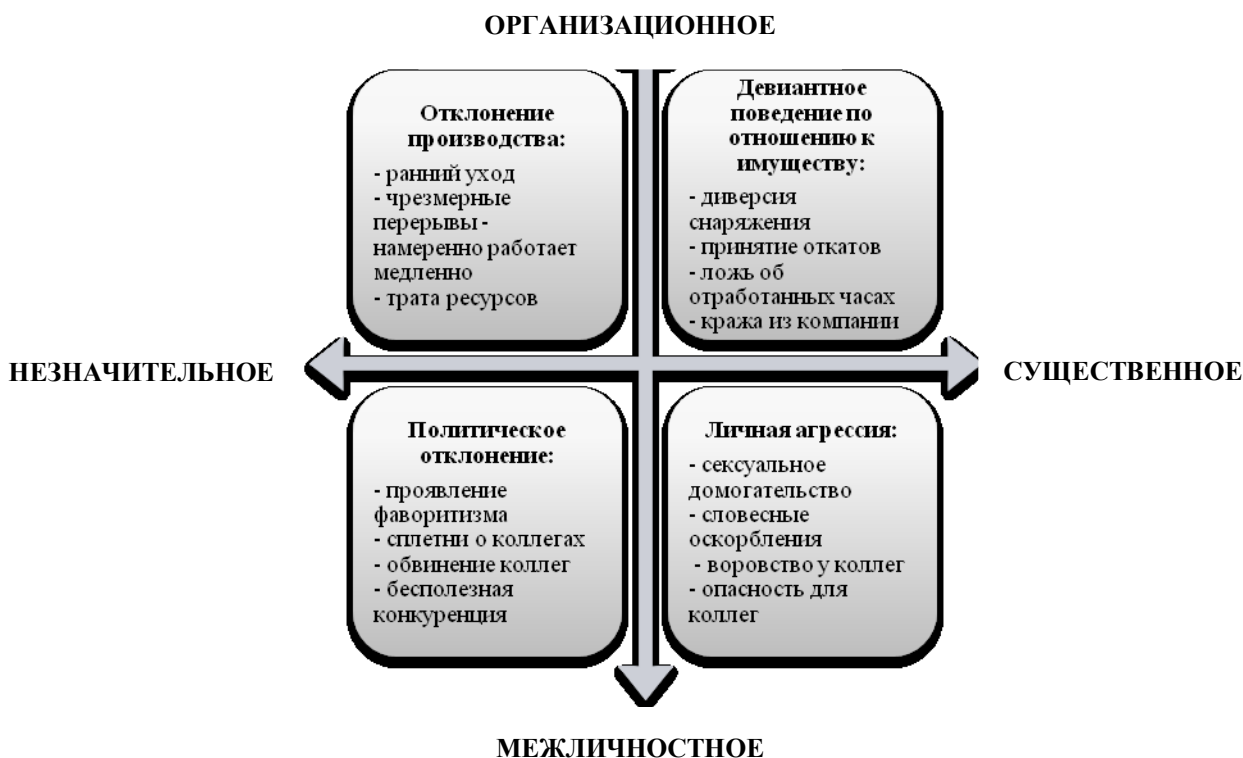 ОРГАНИЗАЦИОННОЕ
Отклонение
производства:
- ранний уход
- чрезмерные
перерывы -
намеренно работает
медленно
- трата ресурсов
Девиантное
поведение по
отношению к
имуществу:
- диверсия
снаряжения
- принятие откатов
- ложь об
отработанных часах
- кража из компании
НЕЗНАЧИТЕЛЬНОЕ
СУЩЕСТВЕННОЕ
Политическое
отклонение:
- проявление
фаворитизма
- сплетни о коллегах
- обвинение коллег
- бесполезная
конкуренция
Личная агрессия:
- сексуальное
домогательство
- словесные
оскорбления
- воровство у коллег
- опасность для
коллег
МЕЖЛИЧНОСТНОЕ